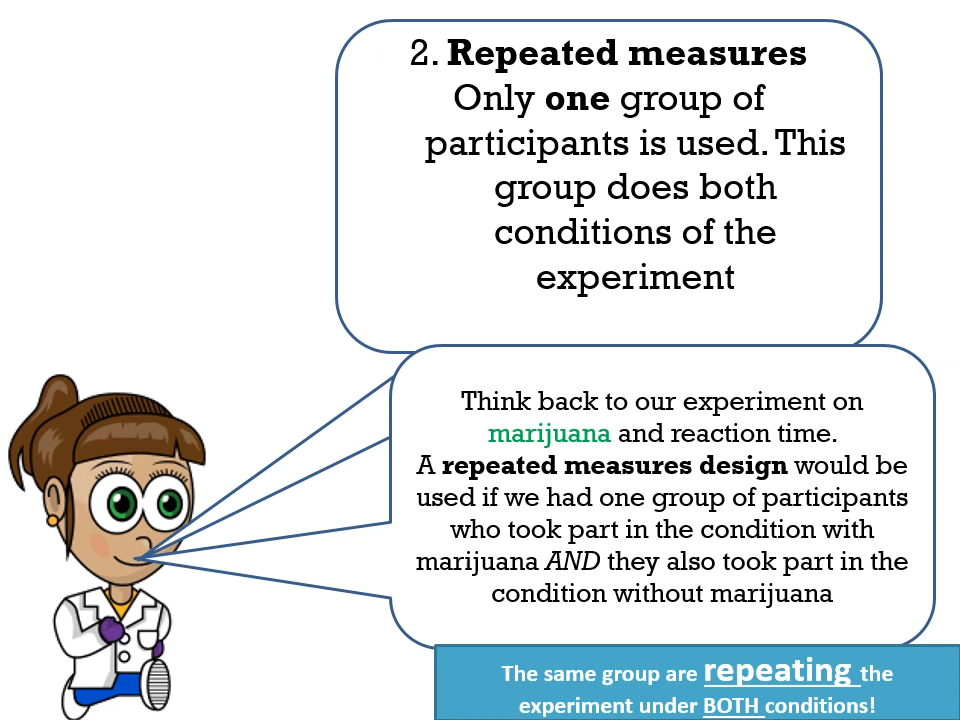 2. Repeated measures
Only one group of
participants is used. This
group does both
conditions of the
experiment
Think back to our experiment on
marijuana and reaction time.
A repeated measures design would be
used if we had one group of participants
who took part in the condition with
marijuana AND they also took part in the
condition without marijuana
The same group are repeating the
experiment under BOTH conditions!